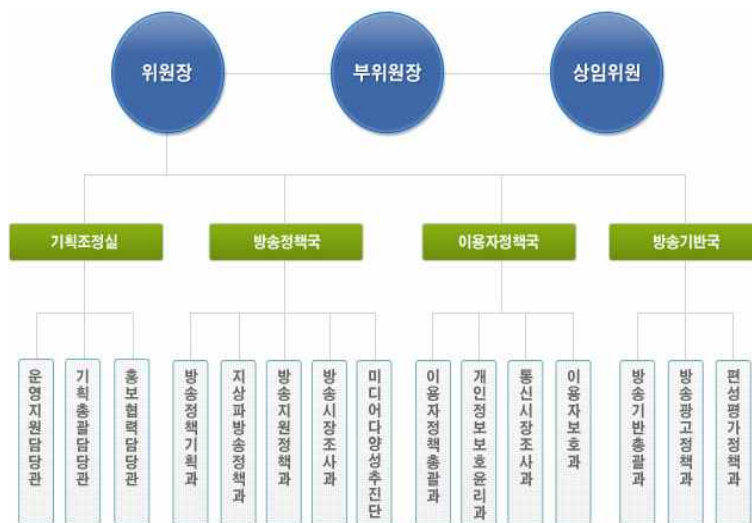 위원장
부위원장
상임위원
기획조정실
방송정책국
이용자정책국
방송기반국
운영지원담당관
기획총괄담당관
홍보협력담당관
방송정책기획과
지상파방송정책과
방송지원정책과
방송시장조사과
미디어다양성추진단
이용자정책총괄과
개인정보보호윤리과
통신시장조사과
이용자보호과
방송기반총괄과
방송광고정책과
편성평가정책과